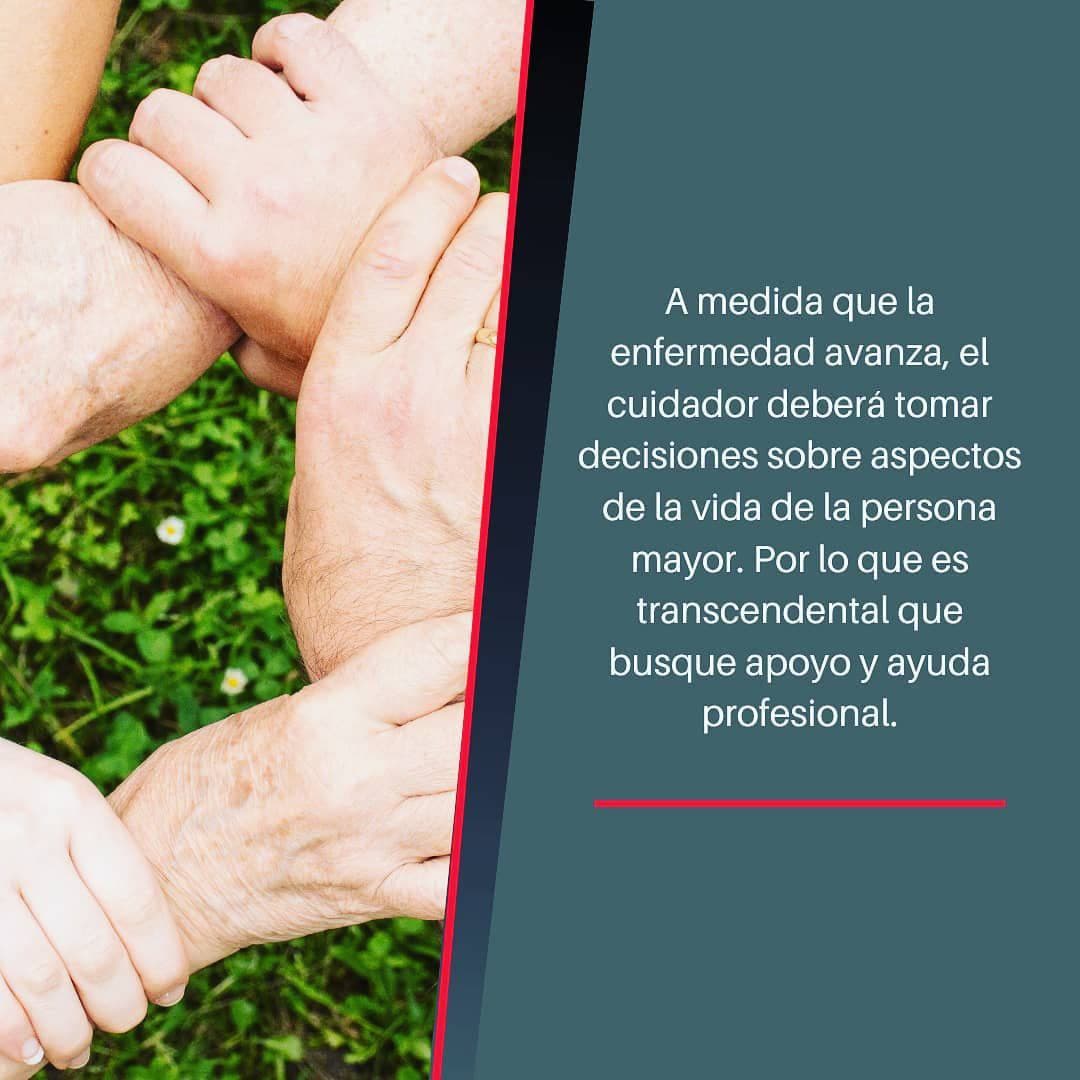 A medida que la
enfermedad avanza, el
cuidador deberá tomar
decisiones sobre aspectos
de la vida de la persona
mayor. Por lo que es
transcendental que
busque apoyo y ayuda
profesional.